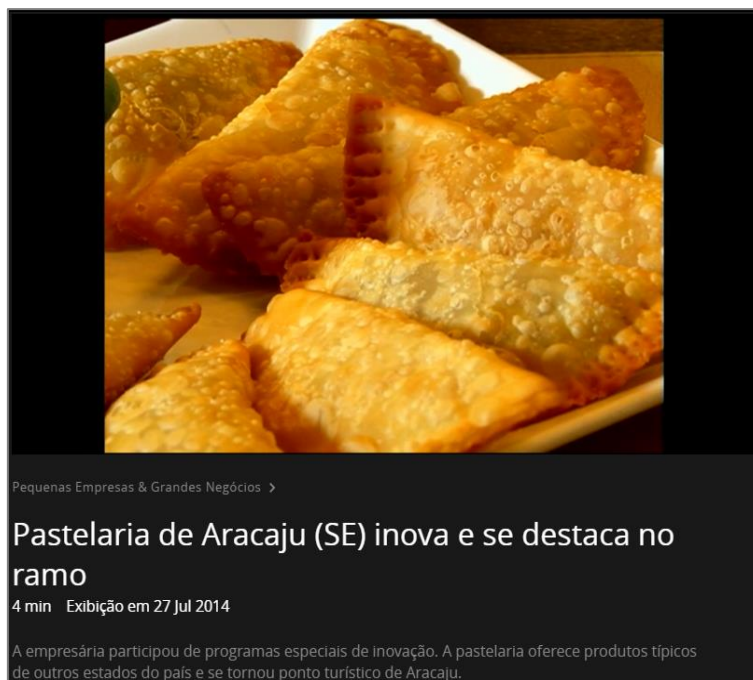 Pequenas Empresas & Grandes Negócios >
Pastelaria de Aracaju (SE) inova e se destaca no
ramo
4 min Exibição em 27 Jul 2014
A empresária participou de programas especiais de inovação. A pastelaria oferece produtos típicos
de outros estados do país e se tornou ponto turístico de Aracaju.